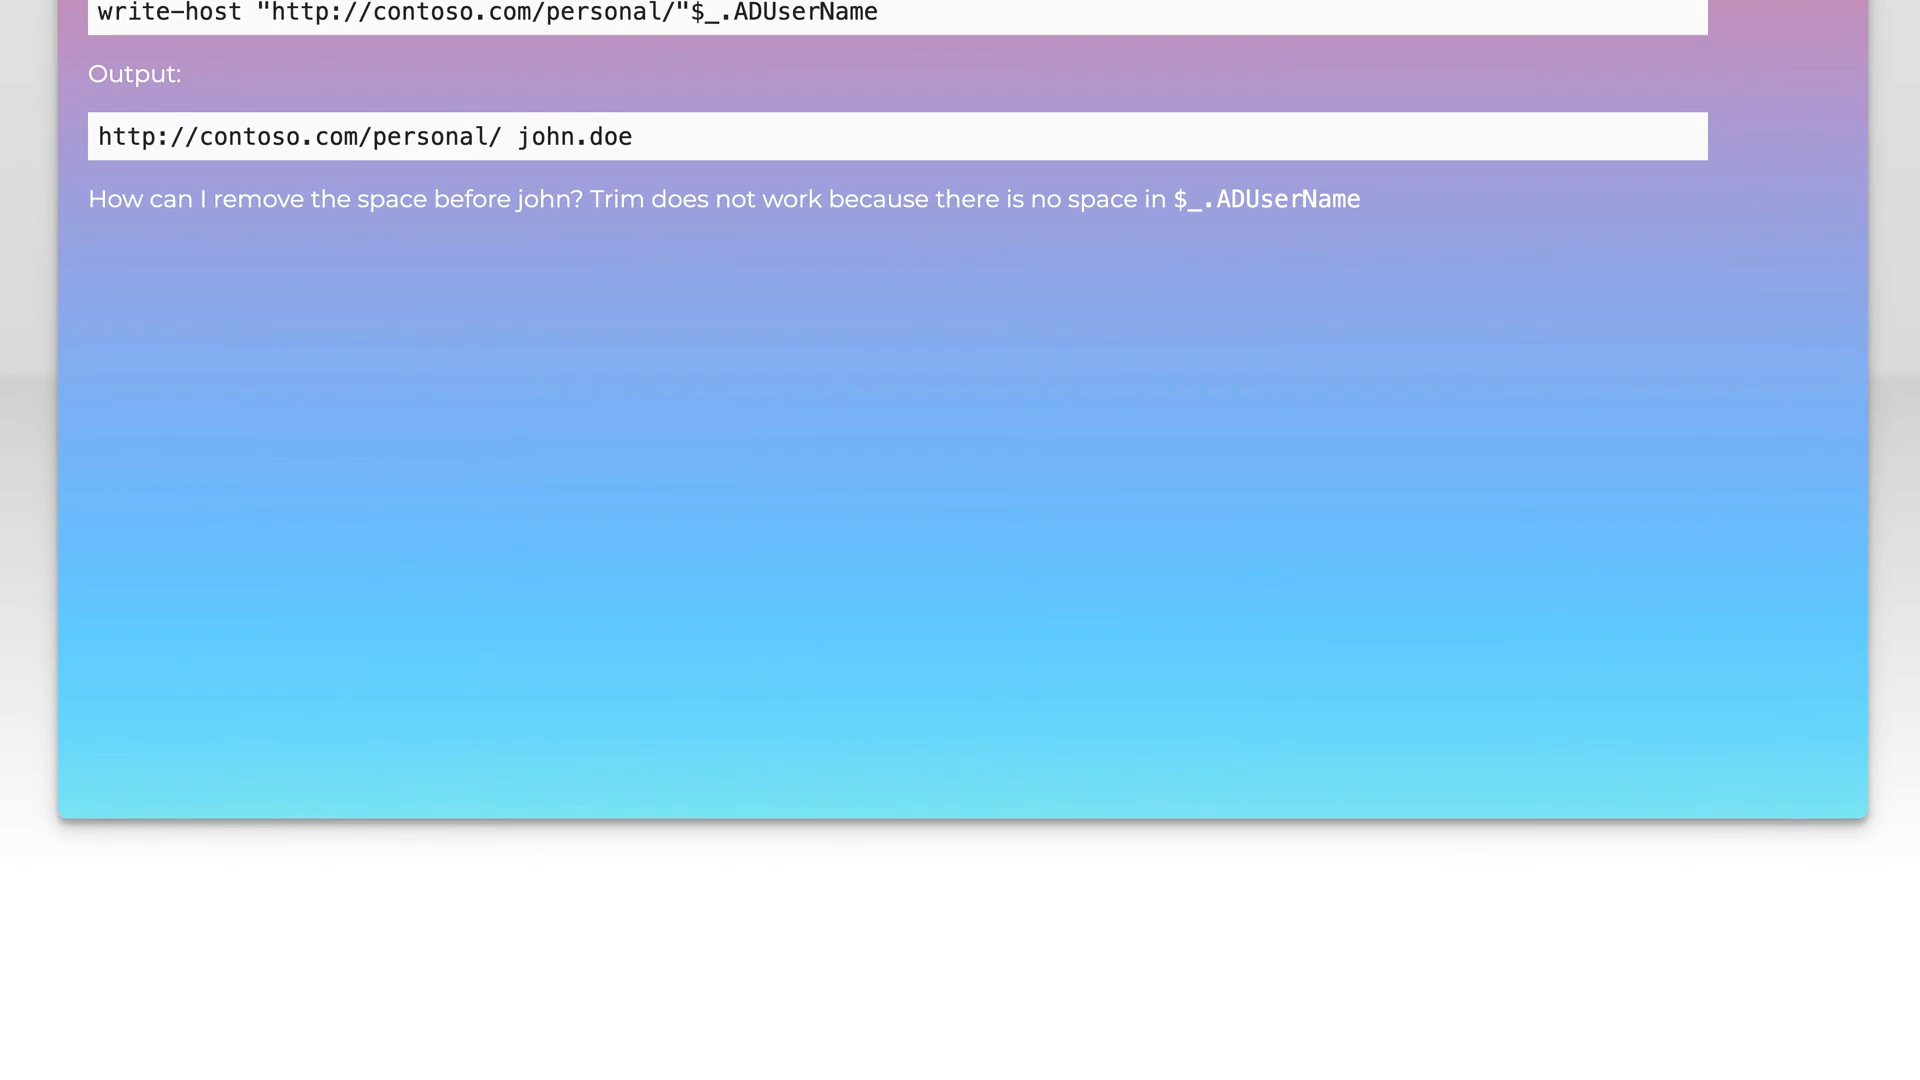 write-host "http://contoso.com/personal/"$_.ADUserName
Output:
http://contoso.com/personal/ john.doe
How can I remove the space before john? Trim does not work because there is no space in $_.ADUserName